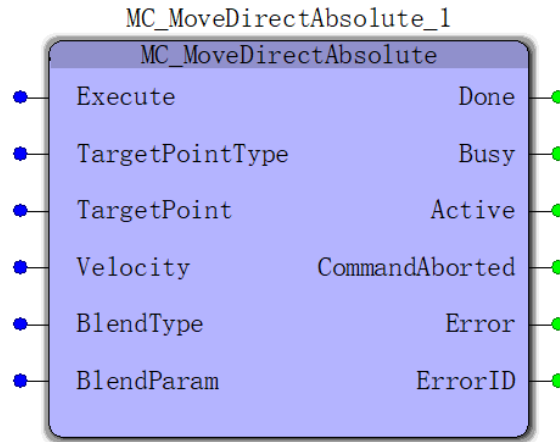 MC_MoveDirectAbsolute_1
MC_MoveDirectAbsolute
Execute Done
TargetPointType Busy
TargetPoint Active
Velocity CommandAborted
BlendType Error
BlendParam ErrorID